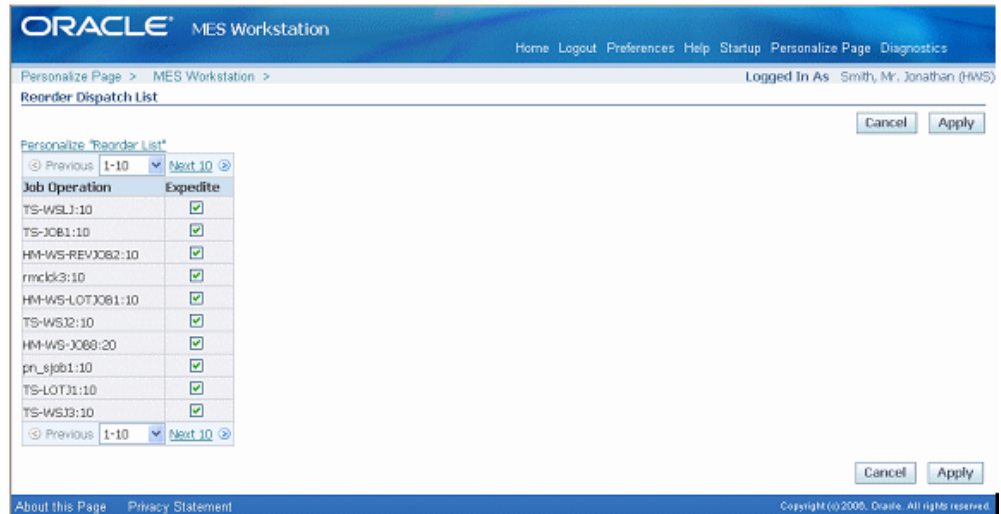 ORACLE MES Workstation
Home Logout Preferences Help Startup Personalize Page Diagnostics
Personalize Page > MES Workstation > Logged In As Smith, Mr. Jonathan (HWS)
Reorder Dispatch List
Cancel Apply
Personalize "Reorder List"
Previous 1-10 Next 10
Job Operation Expedite
TS-WSLJ:10
TS-JOB1:10
HM-WS-REVJOB2:10
rmclck3:10
HM-WS-LOTJOB1:10
TS-WSJ2:10
HM-WS-JOB8:20
pn_sjob1:10
TS-LOTJ1:10
TS-WSJ3:10
Previous 1-10 Next 10
Cancel Apply
About this Page Privacy Statement Copyright (c) 2006, Oracle. All rights reserved.